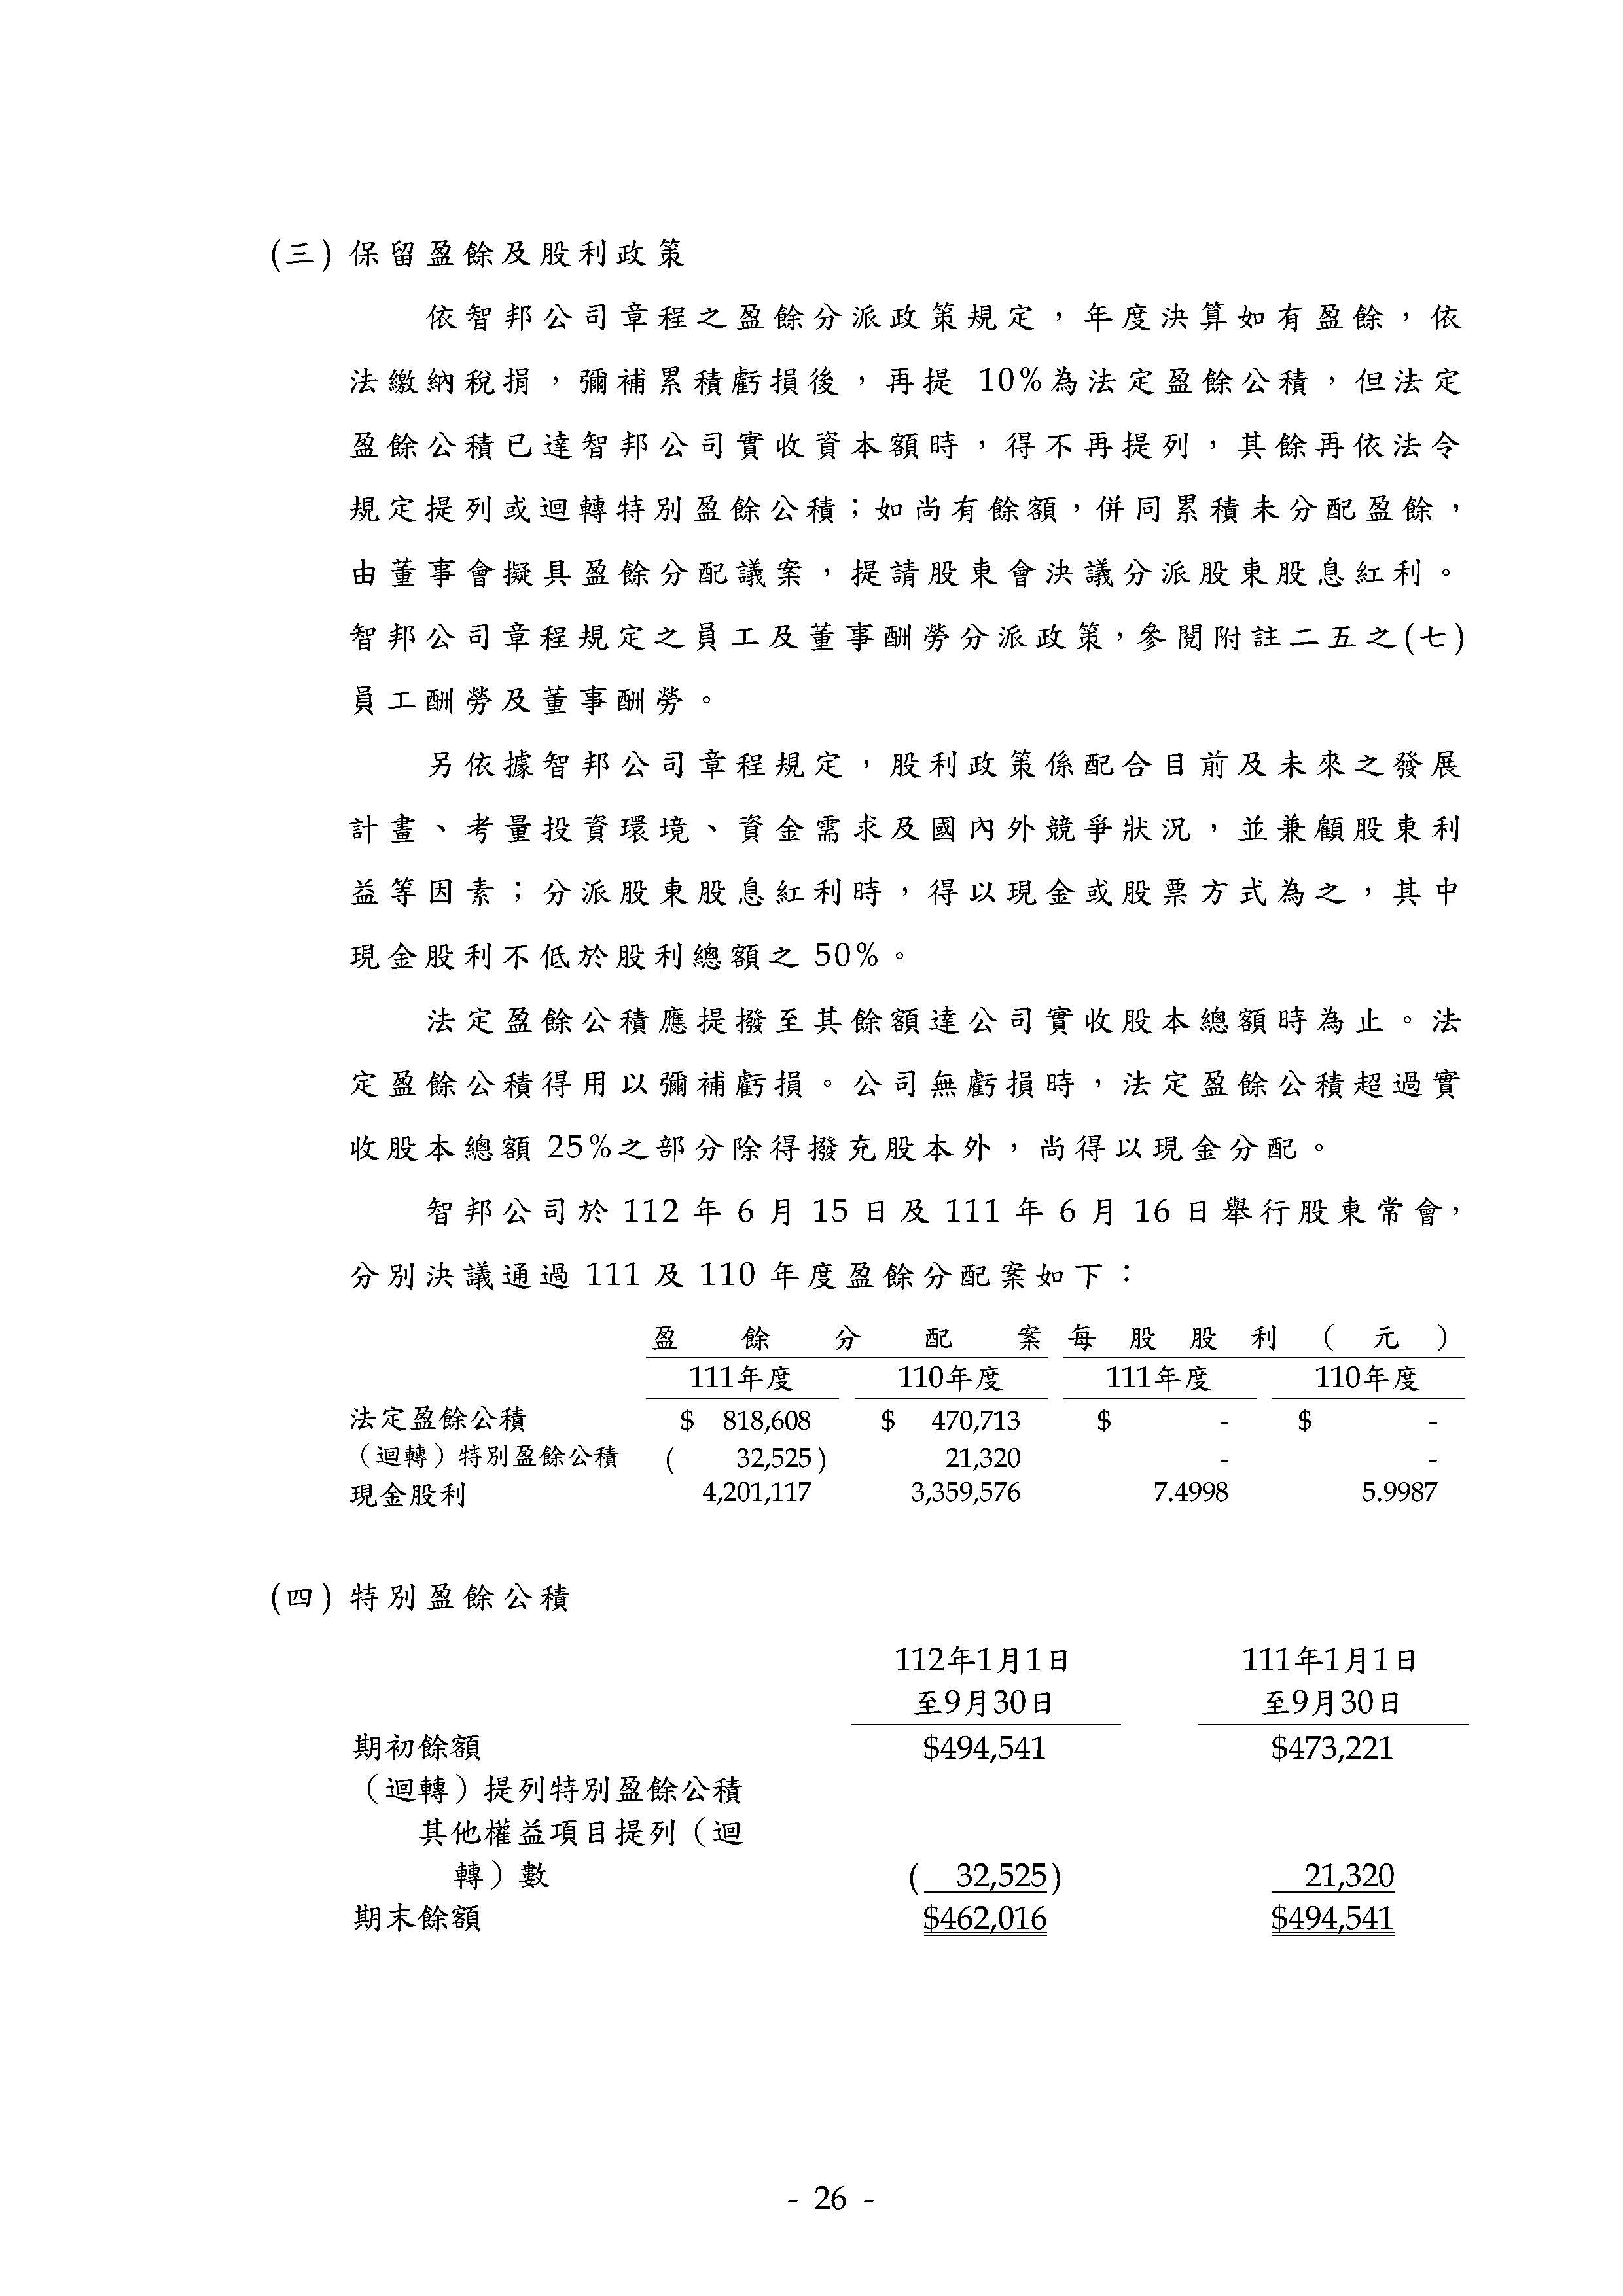 (三) 保留盈餘及股利政策
依智邦公司章程之盈餘分派政策規定，年度決算如有盈餘，依
法繳納稅捐，彌補累積虧損後，再提 10%為法定盈餘公積，但法定
盈餘公積已達智邦公司實收資本額時，得不再提列，其餘再依法令
規定提列或迴轉特別盈餘公積；如尚有餘額，併同累積未分配盈餘，
由董事會擬具盈餘分配議案，提請股東會決議分派股東股息紅利。
智邦公司章程規定之員工及董事酬勞分派政策，參閱附註二五之(七)
員工酬勞及董事酬勞。
另依據智邦公司章程規定，股利政策係配合目前及未來之發展
計畫、考量投資環境、資金需求及國內外競爭狀況，並兼顧股東利
益等因素；分派股東股息紅利時，得以現金或股票方式為之，其中
現金股利不低於股利總額之 50%。
法定盈餘公積應提撥至其餘額達公司實收股本總額時為止。法
定盈餘公積得用以彌補虧損。公司無虧損時，法定盈餘公積超過實
收股本總額 25%之部分除得撥充股本外，尚得以現金分配。
智邦公司於 112 年 6 月 15 日及 111 年 6 月 16 日舉行股東常會，
分別決議通過 111 及 110 年度盈餘分配案如下：
盈餘分配案 每股股利（元）
111年度 110年度 111年度 110年度
法定盈餘公積 $ 818,608 $ 470,713 $ - $ -
（迴轉）特別盈餘公積 ( 32,525) 21,320 - -
現金股利 4,201,117 3,359,576 7.4998 5.9987
(四) 特別盈餘公積
112年1月1日 111年1月1日
至9月30日 至9月30日
期初餘額 $494,541 $473,221
（迴轉）提列特別盈餘公積
其他權益項目提列（迴
轉）數 ( 32,525) 21,320
期末餘額 $462,016 $494,541
- 26 -